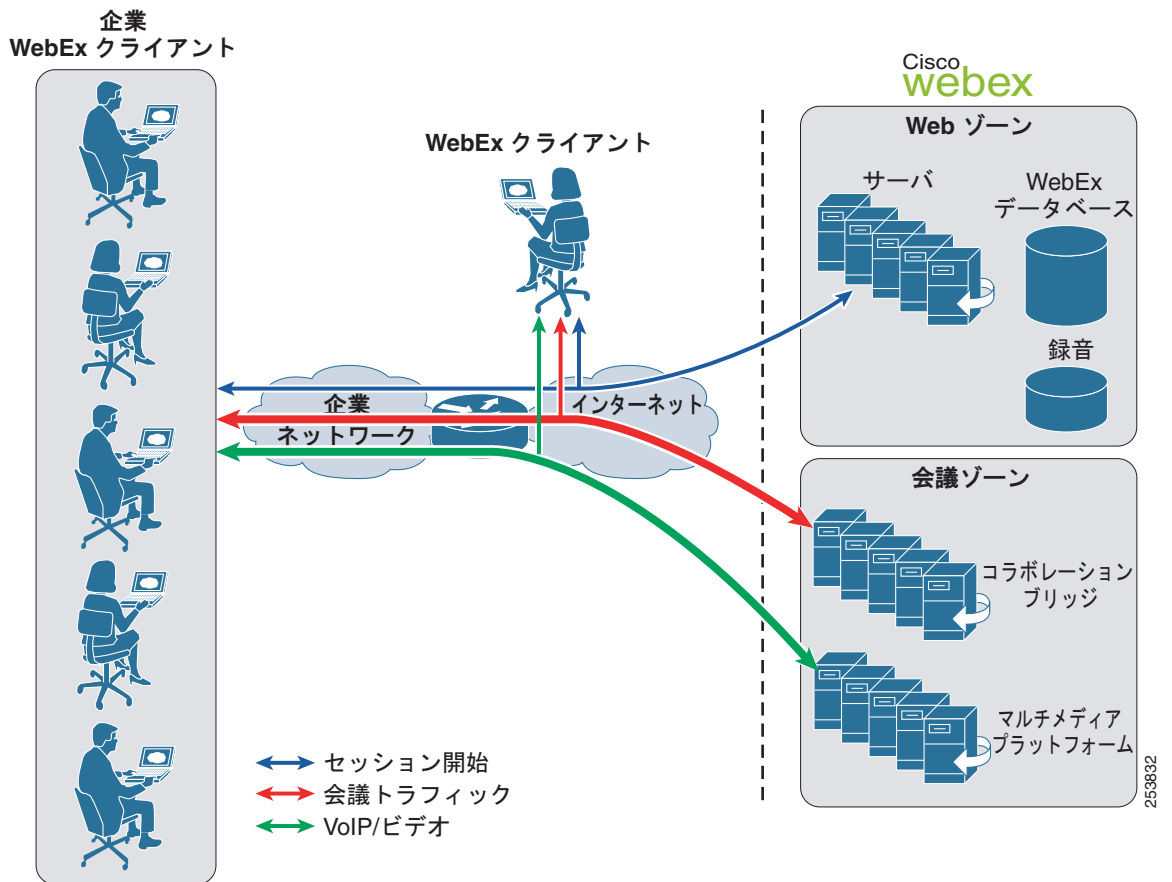 企業
WebEx クライアント
WebEx クライアント
Cisco
webex
Web ゾーン
サーバ
WebEx
データベース
録音
企業
ネットワーク
インターネット
会議ゾーン
コラボレーション
ブリッジ
マルチメディア
プラットフォーム
セッション開始
会議トラフィック
VoIP/ビデオ
253832